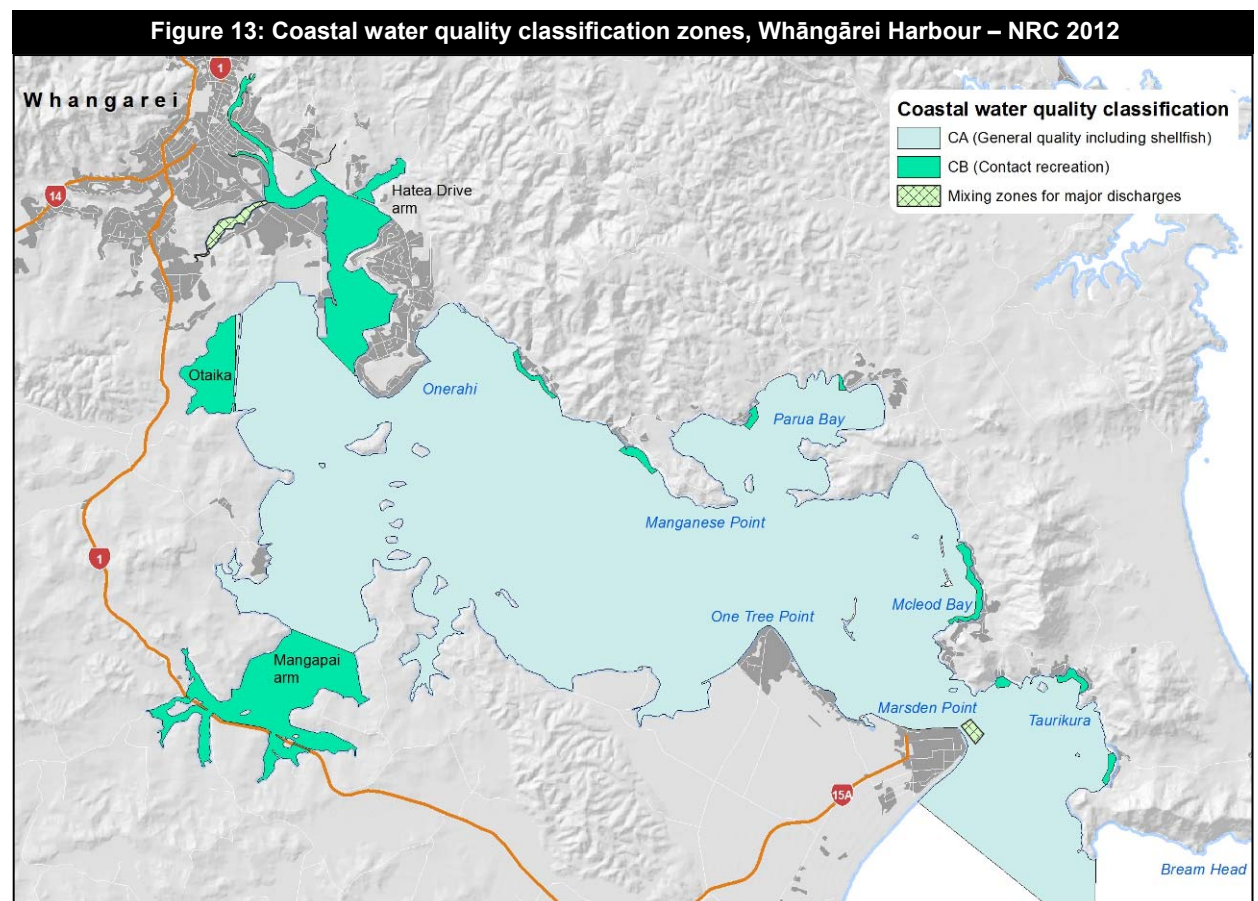 Figure 13: Coastal water quality classification zones, Whāngārei Harbour – NRC 2012
1
Whangarei
Coastal water quality classification
CA (General quality including shellfish)
CB (Contact recreation)
Mixing zones for major discharges
14
Hatea Drive
arm
Otaika
Onerahi
Parua Bay
Manganese Point
1
Mcleod Bay
One Tree Point
Mangapai
arm
Marsden Point
Taurikura
15A
Bream Head